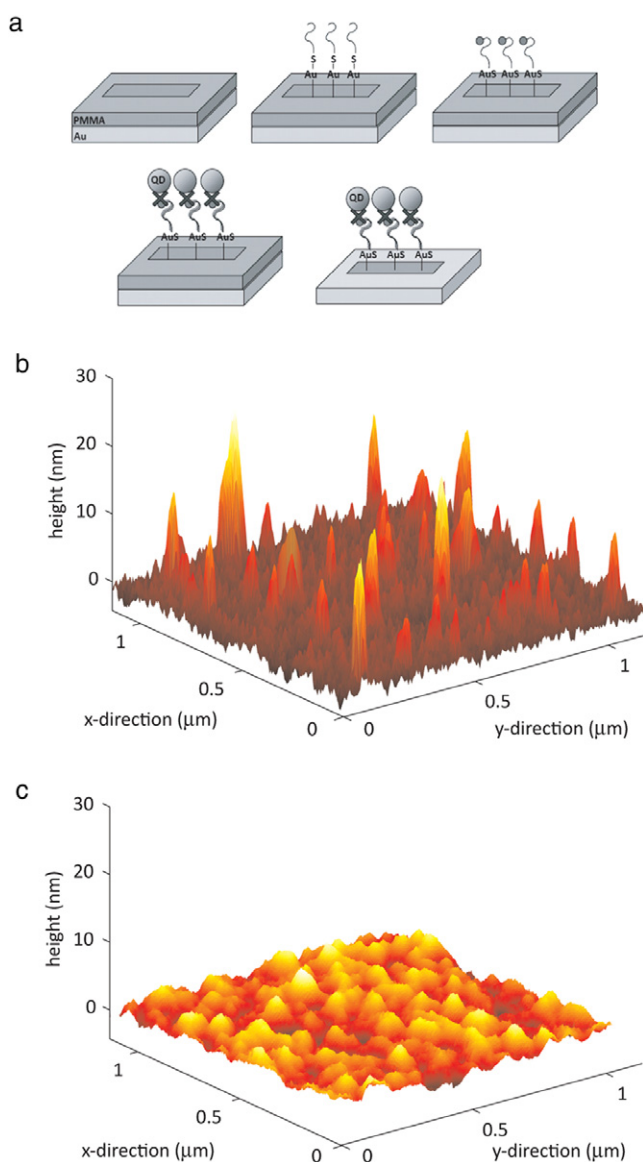 a
S S S
Au Au Au
AuS AuS AuS
PMMA
Au
QD QD
AuS AuS AuS
AuS AuS AuS
b
30
20
10
0
height (nm)
1
0.5
0
x-direction (μm)
0
0.5
1
y-direction (μm)
c
30
20
10
0
height (nm)
1
0.5
0
x-direction (μm)
0
0.5
1
y-direction (μm)